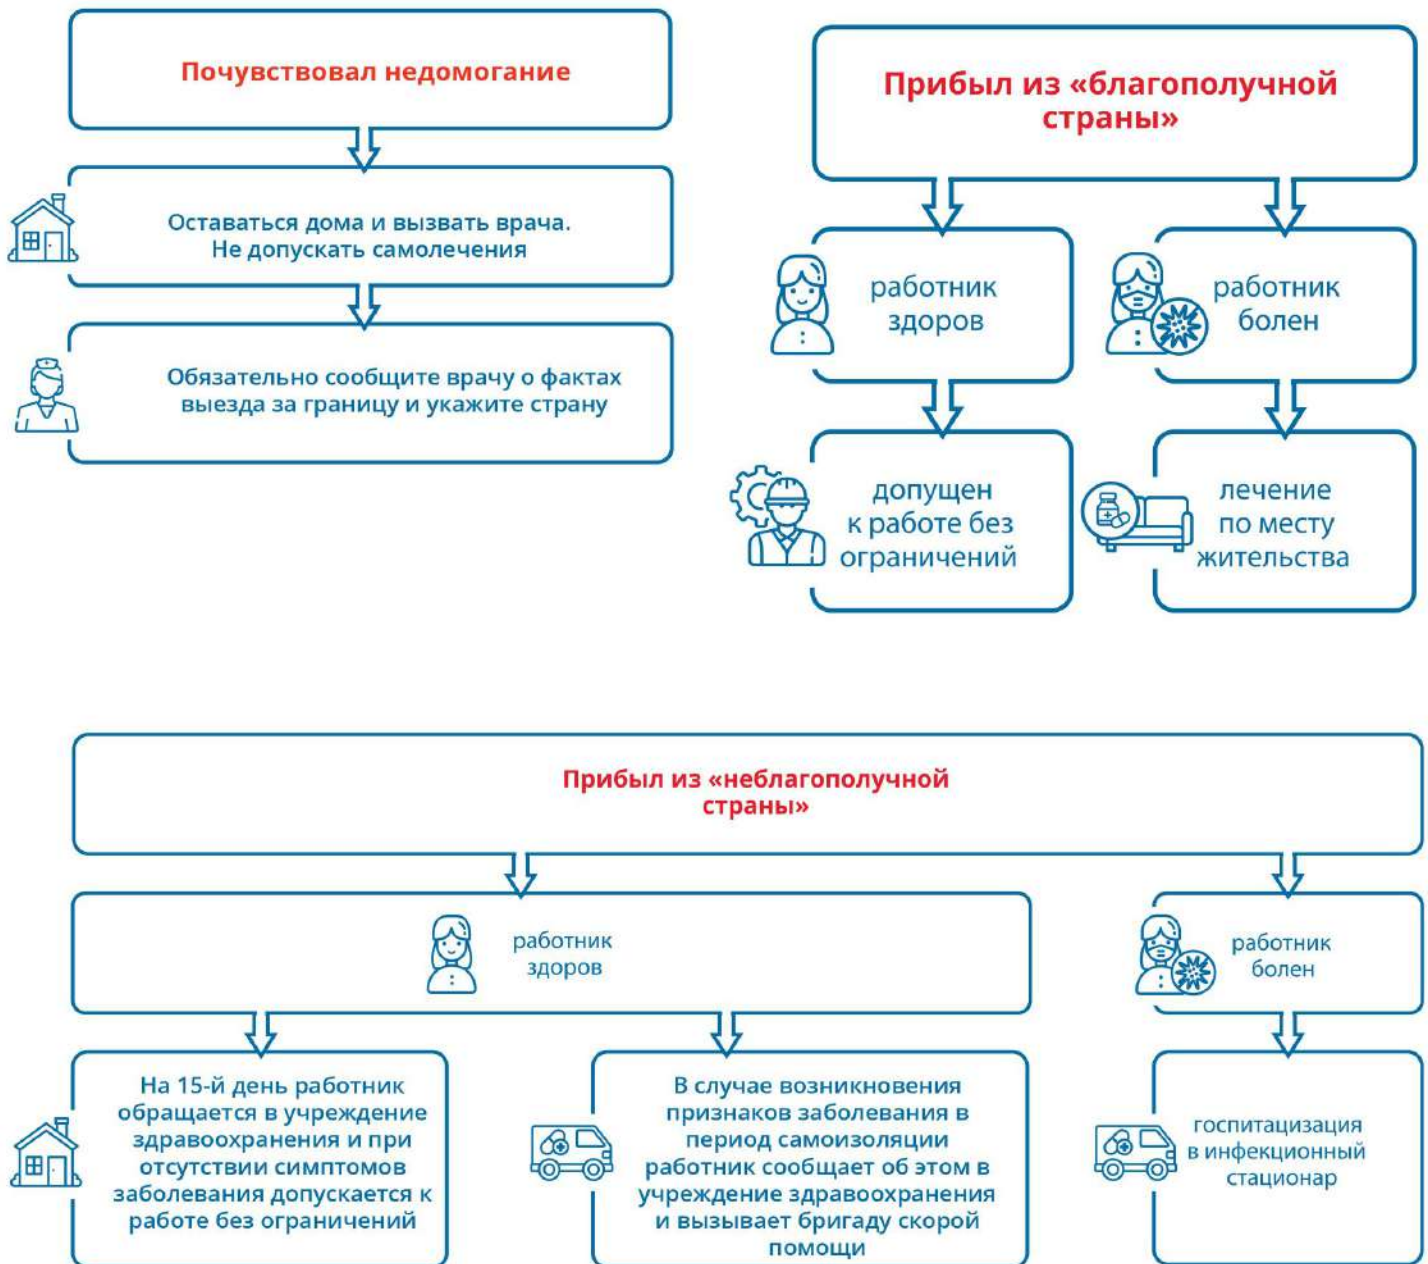 Почувствовал недомогание
Оставаться дома и вызвать врача.
Не допускать самолечения
Обязательно сообщите врачу о фактах
выезда за границу и укажите страну
Прибыл из «благополучной
страны»
работник
здоров
работник
болен
допущен
к работе без
ограничений
лечение
по месту
жительства
Прибыл из «неблагополучной
страны»
работник
здоров
работник
болен
На 15-й день работник
обращается в учреждение
здравоохранения и при
отсутствии симптомов
заболевания допускается к
работе без ограничений
В случае возникновения
признаков заболевания в
период самоизоляции
работник сообщает об этом в
учреждение здравоохранения
и вызывает бригаду скорой
помощи
госпитацизация
в инфекционный
стационар